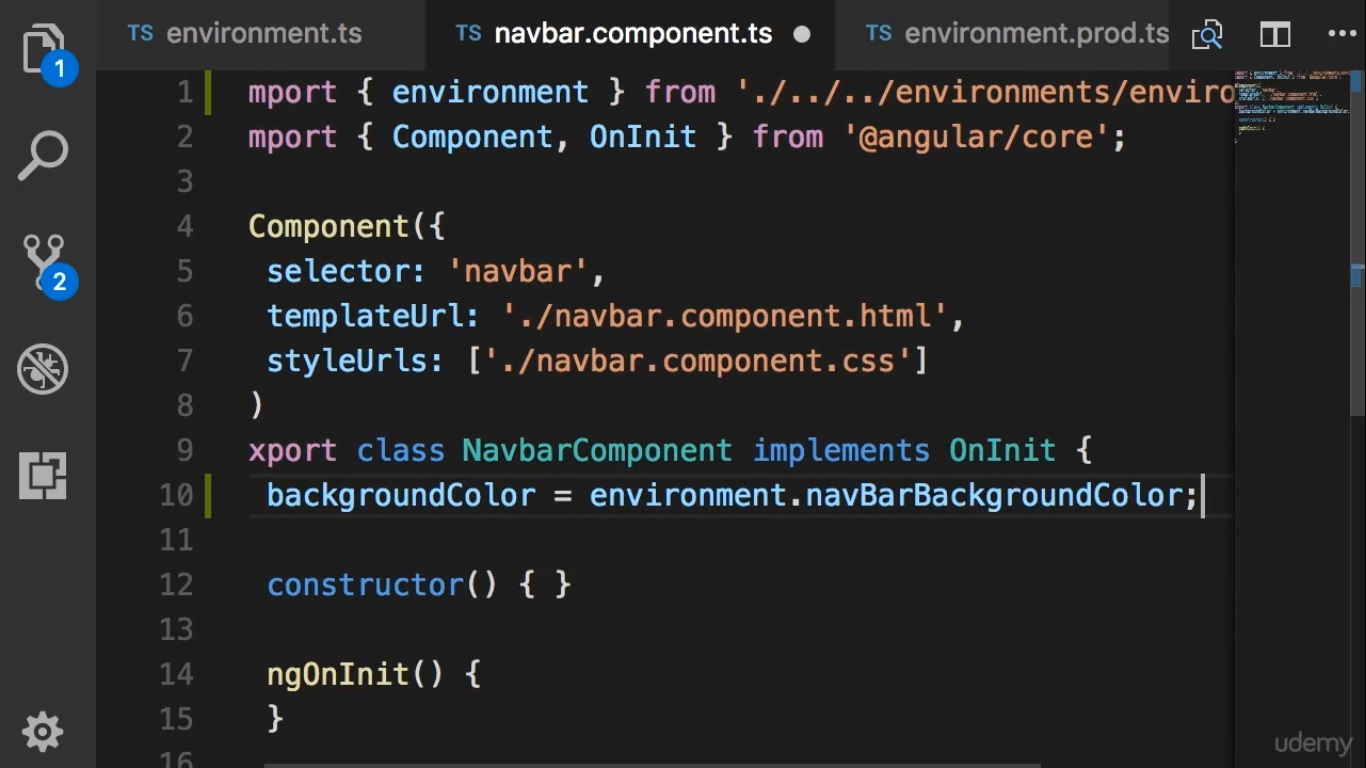 TS environment.ts TS navbar.component.ts TS environment.prod.ts
1 mport { environment } from './../../environments/enviro
2 mport { Component, OnInit } from '@angular/core';
3
4 Component({
5 selector: 'navbar',
6 templateUrl: './navbar.component.html',
7 styleUrls: ['./navbar.component.css']
8 )
9 xport class NavbarComponent implements OnInit {
10 backgroundColor = environment.navBarBackgroundColor;
11
12 constructor() { }
13
14 ngOnInit() {
15 }
16
1
2
udemy